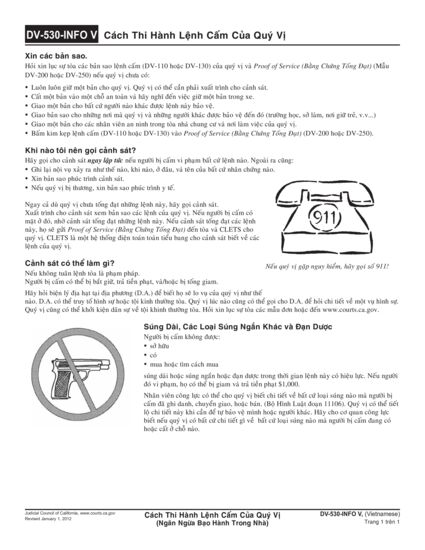 DV-530-INFO V Cách Thi Hành Lệnh Cấm Của Quý Vị
Xin các bản sao.
Hỏi xin lục sự tòa các bản sao lệnh cấm (DV-110 hoặc DV-130) của quý vị và Proof of Service (Bằng Chứng Tống Đạt) (Mẫu
DV-200 hoặc DV-250) nếu quý vị chưa có:
• Luôn luôn giữ một bản cho quý vị. Quý vị có thể cần phải xuất trình cho cảnh sát.
• Cất một bản vào một chỗ an toàn và hãy nghĩ đến việc giữ một bản trong xe.
• Giao một bản cho bất cứ người nào khác được lệnh này bảo vệ.
• Giao bản sao cho những nơi mà quý vị và những người khác được bảo vệ đến đó (trường học, sở làm, nơi giữ trẻ, v.v...)
• Giao một bản cho các nhân viên an ninh trong tòa nhà chung cư và nơi làm việc của quý vị.
• Bấm kim kẹp lệnh cấm (DV-110 hoặc DV-130) vào Proof of Service (Bằng Chứng Tống Đạt) (DV-200 hoặc DV-250).
Khi nào tôi nên gọi cảnh sát?
Hãy gọi cho cảnh sát ngay lập tức nếu người bị cấm vi phạm bất cứ lệnh nào. Ngoài ra cũng:
• Ghi lại nội vụ xảy ra như thế nào, khi nào, ở đâu, và tên của bất cứ nhân chứng nào.
• Xin bản sao phúc trình cảnh sát.
• Nếu quý vị bị thương, xin bản sao phúc trình y tế.
Ngay cả dù quý vị chưa tống đạt những lệnh này, hãy gọi cảnh sát.
Xuất trình cho cảnh sát xem bản sao các lệnh của quý vị. Nếu người bị cấm có
mặt ở đó, nhờ cảnh sát tống đạt những lệnh này. Nếu cảnh sát tống đạt các lệnh
này, họ sẽ gửi Proof of Service (Bằng Chứng Tống Đạt) đến tòa và CLETS cho
quý vị. CLETS là một hệ thống điện toán toàn tiểu bang cho cảnh sát biết về các
lệnh của quý vị.
911
Cảnh sát có thể làm gì?
Nếu quý vị gặp nguy hiểm, hãy gọi số 911!
Nếu không tuân lệnh tòa là phạm pháp.
Người bị cấm có thể bị bắt giữ, trả tiền phạt, và/hoặc bị tống giam.
Hãy hỏi biện lý địa hạt tại địa phương (D.A.) để biết họ sẽ lo vụ của quý vị như thế
nào. D.A. có thể truy tố hình sự hoặc tội kinh thường tòa. Quý vị lúc nào cũng có thể gọi cho D.A. để hỏi chi tiết về một vụ hình sự.
Quý vị cũng có thể khởi kiện dân sự về tội khinh thường tòa. Hỏi xin lục sự tòa các mẫu đơn hoặc đến www.courts.ca.gov.
Súng Dài, Các Loại Súng Ngắn Khác và Đạn Dược
Người bị cấm không được:
• sở hữu
• có
• mua hoặc tìm cách mua
súng dài hoặc súng ngắn hoặc đạn dược trong thời gian lệnh này có hiệu lực. Nếu người
đó vi phạm, họ có thể bị giam và trả tiền phạt $1,000.
Nhân viên công lực có thể cho quý vị biết chi tiết về bất cứ loại súng nào mà người bị
cấm đã ghi danh, chuyển giao, hoặc bán. (Bộ Hình Luật đoạn 11106). Quý vị có thể tiết
lộ chi tiết này khi cần để tự bảo vệ mình hoặc người khác. Hãy cho cơ quan công lực
biết nếu quý vị có bất cứ chi tiết gì về bất cứ loại súng nào mà người bị cấm đang có
hoặc cất ở chỗ nào.
Judicial Council of California, www.courts.ca.gov
Revised January 1, 2012
Cách Thi Hành Lệnh Cấm Của Quý Vị
(Ngăn Ngừa Bạo Hành Trong Nhà)
DV-530-INFO V, (Vietnamese)
Trang 1 trên 1